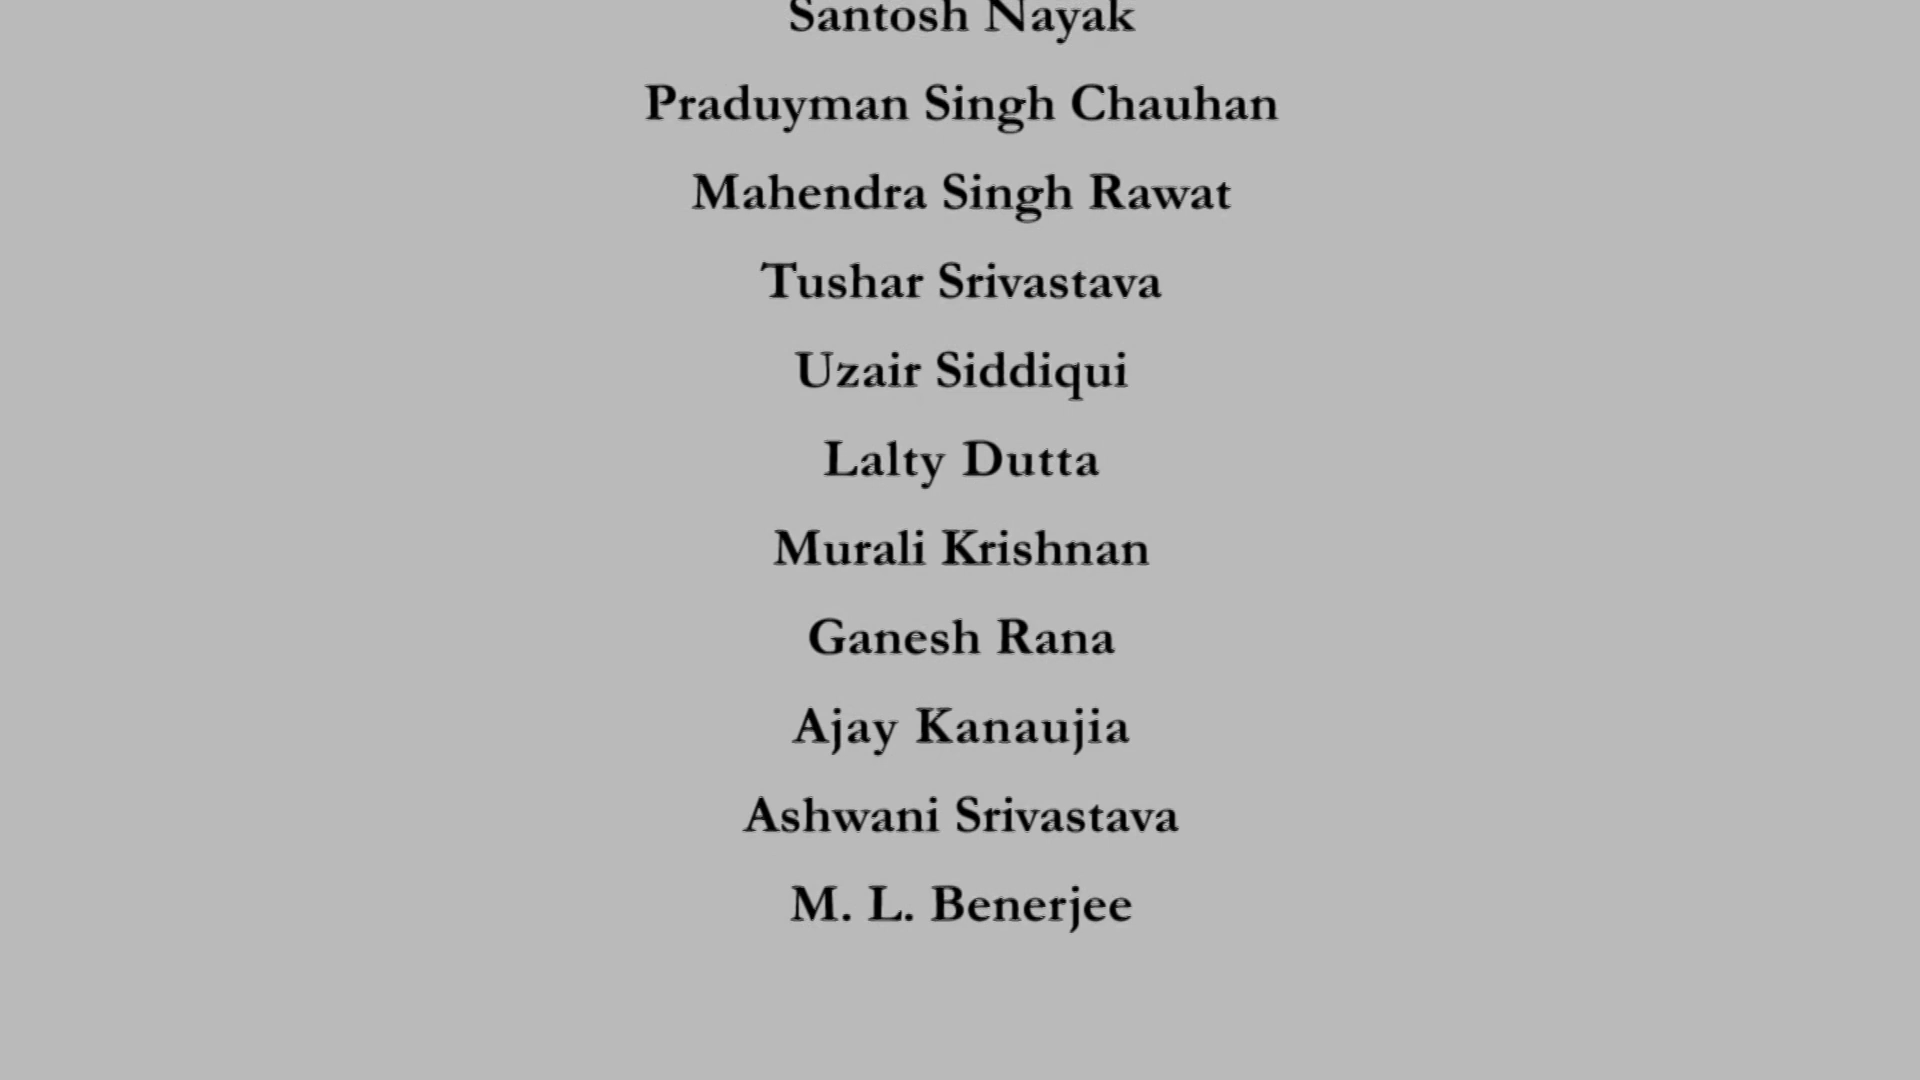 Santosh Nayak
Praduyman Singh Chauhan
Mahendra Singh Rawat
Tushar Srivastava
Uzair Siddiqui
Lalty Dutta
Murali Krishnan
Ganesh Rana
Ajay Kanaujia
Ashwani Srivastava
M. L. Benerjee